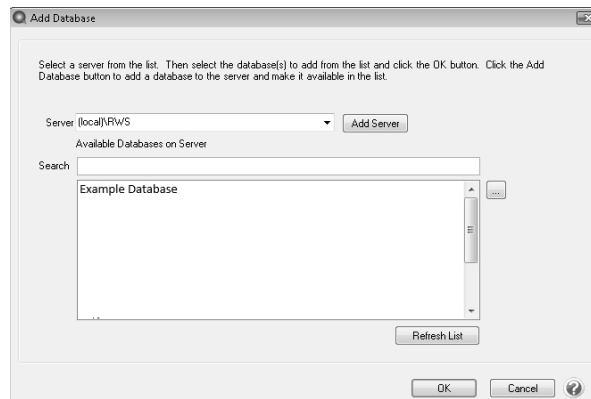 Add Database
Select a server from the list. Then select the database(s) to add from the list and click the OK button. Click the Add
Database button to add a database to the server and make it available in the list.
Server (local)\RWS Add Server
Available Databases on Server
Search
Example Database
...
Refresh List
OK Cancel ?